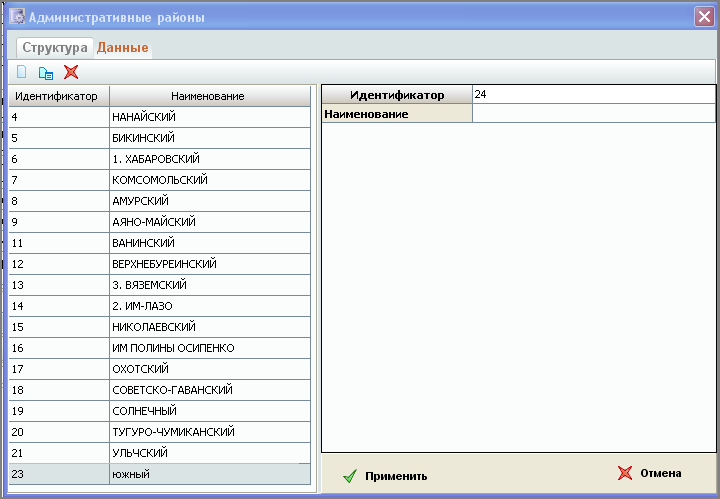 Административные районы
Структура Данные
Идентификатор Наименование
4 НАНАЙСКИЙ
5 БИКИНСКИЙ
6 1. ХАБАРОВСКИЙ
7 КОМСОМОЛЬСКИЙ
8 АМУРСКИЙ
9 АЯНО-МАЙСКИЙ
11 ВАНИНСКИЙ
12 ВЕРХНЕБУРЕИНСКИЙ
13 3. ВЯЗЕМСКИЙ
14 2. ИМ-ЛАЗО
15 НИКОЛАЕВСКИЙ
16 ИМ ПОЛИНЫ ОСИПЕНКО
17 ОХОТСКИЙ
18 СОВЕТСКО-ГАВАНСКИЙ
19 СОЛНЕЧНЫЙ
20 ТУГУРО-ЧУМИКАНСКИЙ
21 УЛЬЧСКИЙ
23 южный
Идентификатор 24
Наименование
Применить Отмена